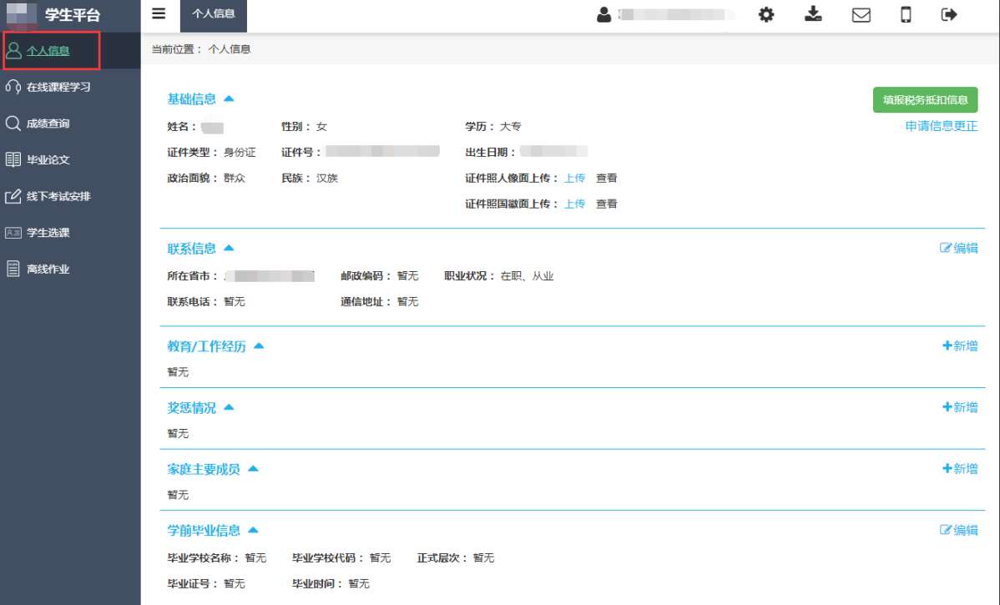 学生平台
个人信息
当前位置： 个人信息
个人信息
在线课程学习
成绩查询
毕业论文
线下考试安排
学生选课
离线作业
基础信息
填报税务抵扣信息
申请信息更正
姓名： 性别： 女 学历： 大专
证件类型： 身份证 证件号： 出生日期：
政治面貌： 群众 民族： 汉族 证件照人像面上传： 上传 查看
证件照国徽面上传： 上传 查看
联系信息 编辑
所在省市： 邮政编码： 暂无 职业状况： 在职、从业
联系电话： 暂无 通信地址： 暂无
教育/工作经历 新增
暂无
奖惩情况 新增
暂无
家庭主要成员 新增
暂无
学前毕业信息 编辑
毕业学校名称： 暂无 毕业学校代码： 暂无 正式层次： 暂无
毕业证号： 暂无 毕业时间： 暂无